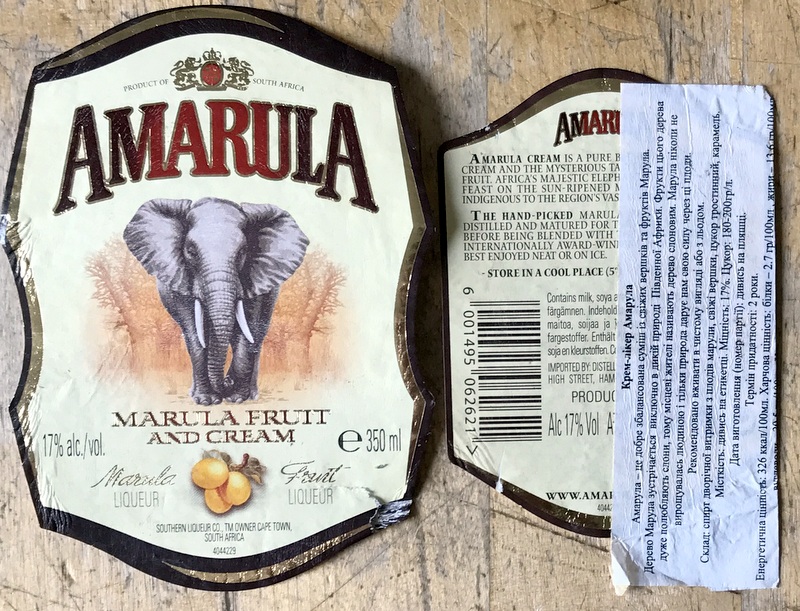 PRODUCT OF SOUTH AFRICA
AMARULA
MARULA FRUIT
AND CREAM
17% alc./vol.
e 350 ml
Marula Fruit
LIQUEUR LIQUEUR
SOUTHERN LIQUEUR CO., TM OWNER CAPE TOWN,
SOUTH AFRICA
4044229
AMARU
AMARULA CREAM IS A PURE B
CREAM AND THE MYSTERIOUS TA
FRUIT. AFRICA'S MAJESTIC ELEPH
FEAST ON THE SUN-RIPENED M
INDIGENOUS TO THE REGION'S VAS
THE HAND-PICKED MARUL
DISTILLED AND MATURED FOR T
BEFORE BEING BLENDED WITH
INTERNATIONALLY AWARD-WIN
BEST ENJOYED NEAT OR ON ICE.
- STORE IN A COOL PLACE (5°
6 001495 062621 >
Contains milk, soya a
färgämnen. Indehold
maitoa, soijaa ja
fargestoffer. Enthält
soja en kleurstoffen. C
IMPORTED BY: DISTELL
HIGH STREET, HAM
PRODUC
Alc 17% Vol
WWW.AMAR
4044
Крем-лікер Амарула
Амарула – це добре збалансована суміш із свіжих вершків та фруктів Марула.
Дерево Марула зустрічається виключно в дикій природі Південної Африки. Фрукти цього дерева
дуже полюбляють слони, тому місцеві жителі називають дерево слоновим. Марула ніколи не
вирощувалась людиною і тільки природа дарує нам свою силу через ці плоди.
Рекомендовано вживати в чистому вигляді або з льодом.
Склад: спирт дворічної витримки з плодів марули, свіжі вершки, цукор тростинний, карамель,
Місткість: дивись на етикетці. Міцність: 17%. Цукор: 180-200гр/л.
Дата виготовлення (номер партії), дивись на пляшці.
Термін придатності: 2 роки.
Енергетична цінність: 326 ккал/100мл. Харчова цінність: білки – 2,7 гр/100мл, жири – 13,6 гр/100мл